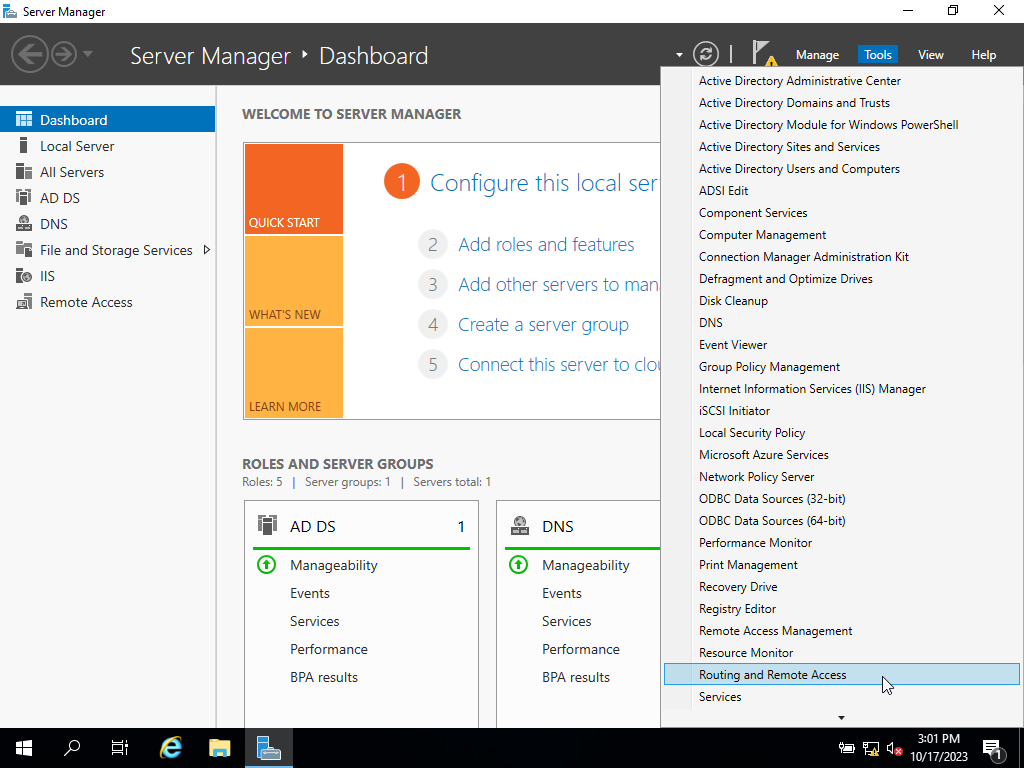 Server Manager
Server Manager ‣ Dashboard
Manage
Tools
View
Help
Dashboard
Local Server
All Servers
AD DS
DNS
File and Storage Services
IIS
Remote Access
WELCOME TO SERVER MANAGER
QUICK START
WHAT'S NEW
LEARN MORE
1 Configure this local ser
2 Add roles and features
3 Add other servers to man
4 Create a server group
5 Connect this server to clou
ROLES AND SERVER GROUPS
Roles: 5 | Server groups: 1 | Servers total: 1
AD DS 1
Manageability
Events
Services
Performance
BPA results
DNS
Manageability
Events
Services
Performance
BPA results
Active Directory Administrative Center
Active Directory Domains and Trusts
Active Directory Module for Windows PowerShell
Active Directory Sites and Services
Active Directory Users and Computers
ADSI Edit
Component Services
Computer Management
Connection Manager Administration Kit
Defragment and Optimize Drives
Disk Cleanup
DNS
Event Viewer
Group Policy Management
Internet Information Services (IIS) Manager
iSCSI Initiator
Local Security Policy
Microsoft Azure Services
Network Policy Server
ODBC Data Sources (32-bit)
ODBC Data Sources (64-bit)
Performance Monitor
Print Management
Recovery Drive
Registry Editor
Remote Access Management
Resource Monitor
Routing and Remote Access
Services
3:01 PM
10/17/2023
1